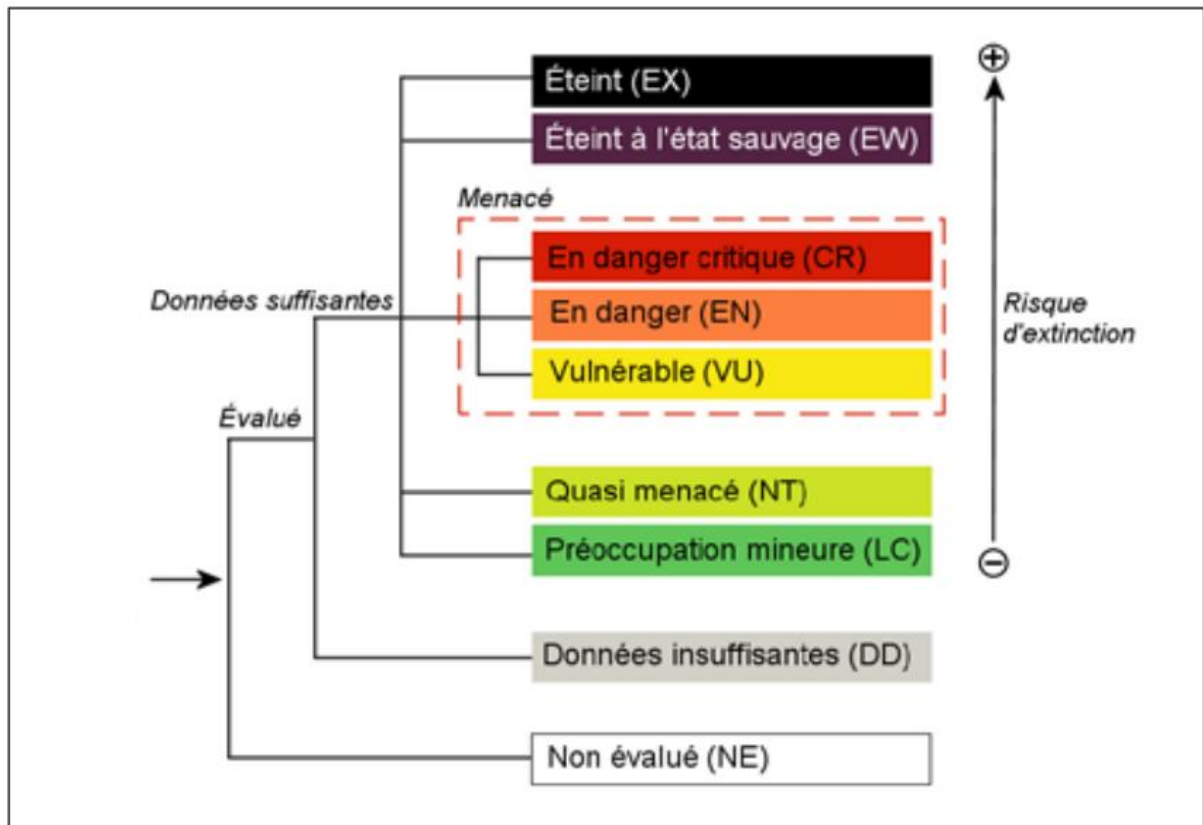 Éteint (EX)
Éteint à l'état sauvage (EW)
Menacé
En danger critique (CR)
Données suffisantes
En danger (EN)
Risque
d'extinction
Vulnérable (VU)
Évalué
Quasi menacé (NT)
Préoccupation mineure (LC)
Données insuffisantes (DD)
Non évalué (NE)